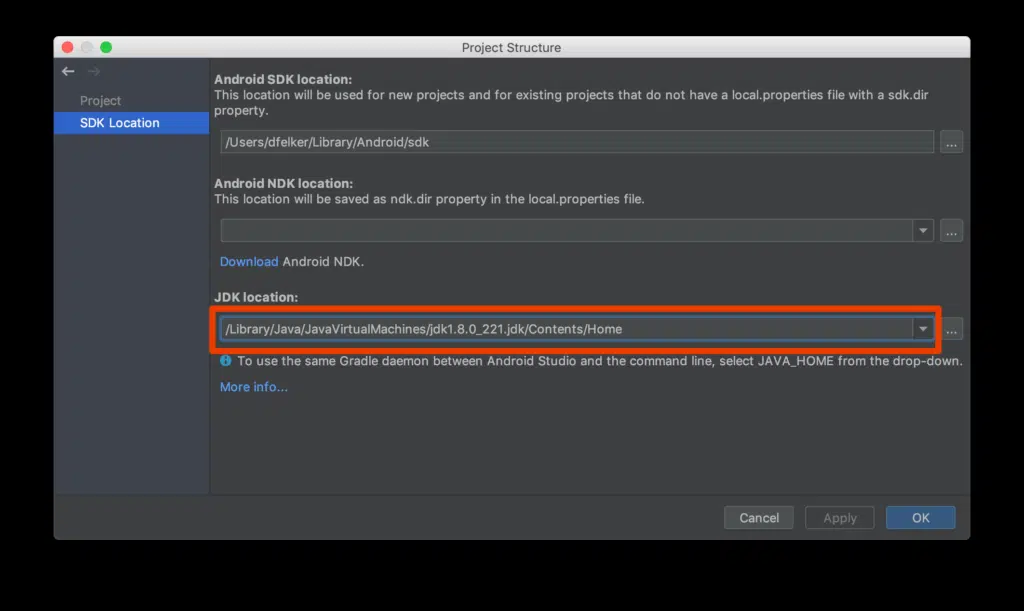 Project Structure
Project
SDK Location
Android SDK location:
This location will be used for new projects and for existing projects that do not have a local.properties file with a sdk.dir
property.
/Users/dfelker/Library/Android/sdk
...
Android NDK location:
This location will be saved as ndk.dir property in the local.properties file.
...
Download Android NDK.
JDK location:
/Library/Java/JavaVirtualMachines/jdk1.8.0_221.jdk/Contents/Home
...
To use the same Gradle daemon between Android Studio and the command line, select JAVA_HOME from the drop-down.
More info...
Cancel
Apply
OK